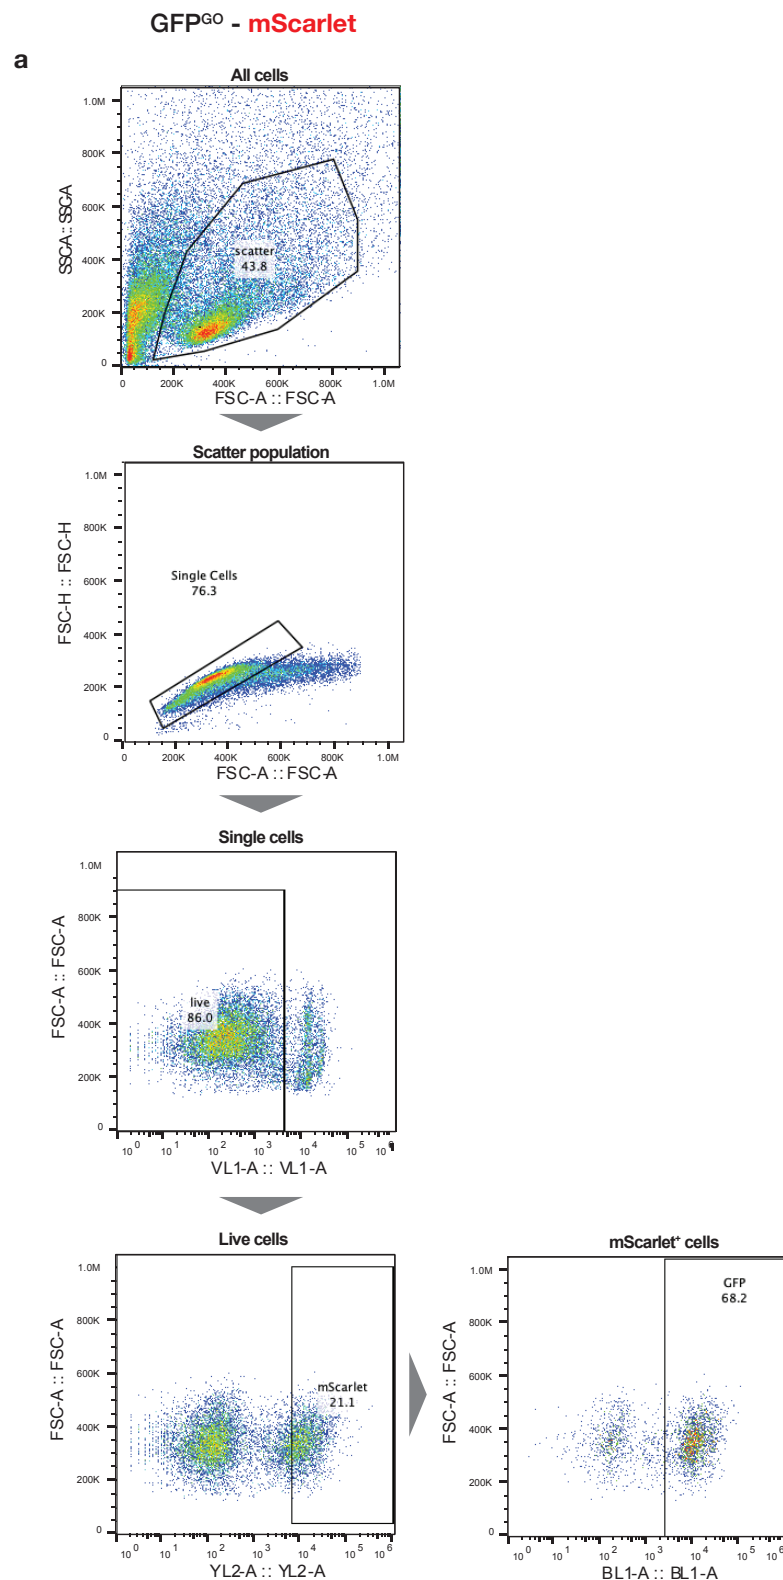 GFPGO - mScarlet
a
All cells
1.0M
800K
600K
400K
200K
0
SSCA :: SSCA
scatter
43.8
0 200K 400K 600K 800K 1.0M
FSC-A :: FSC-A
Scatter population
1.0M
800K
600K
400K
200K
0
FSC-H :: FSC-H
Single Cells
76.3
0 200K 400K 600K 800K 1.0M
FSC-A :: FSC-A
Single cells
1.0M
800K
600K
400K
200K
0
FSC-A :: FSC-A
live
86.0
10^0 10^1 10^2 10^3 10^4 10^5
VL1-A :: VL1-A
Live cells
1.0M
800K
600K
400K
200K
0
FSC-A :: FSC-A
mScarlet
21.1
10^0 10^1 10^2 10^3 10^4 10^5 10^6
YL2-A :: YL2-A
mScarlet+ cells
1.0M
800K
600K
400K
200K
0
FSC-A :: FSC-A
GFP
68.2
10^0 10^1 10^2 10^3 10^4 10^5
BL1-A :: BL1-A